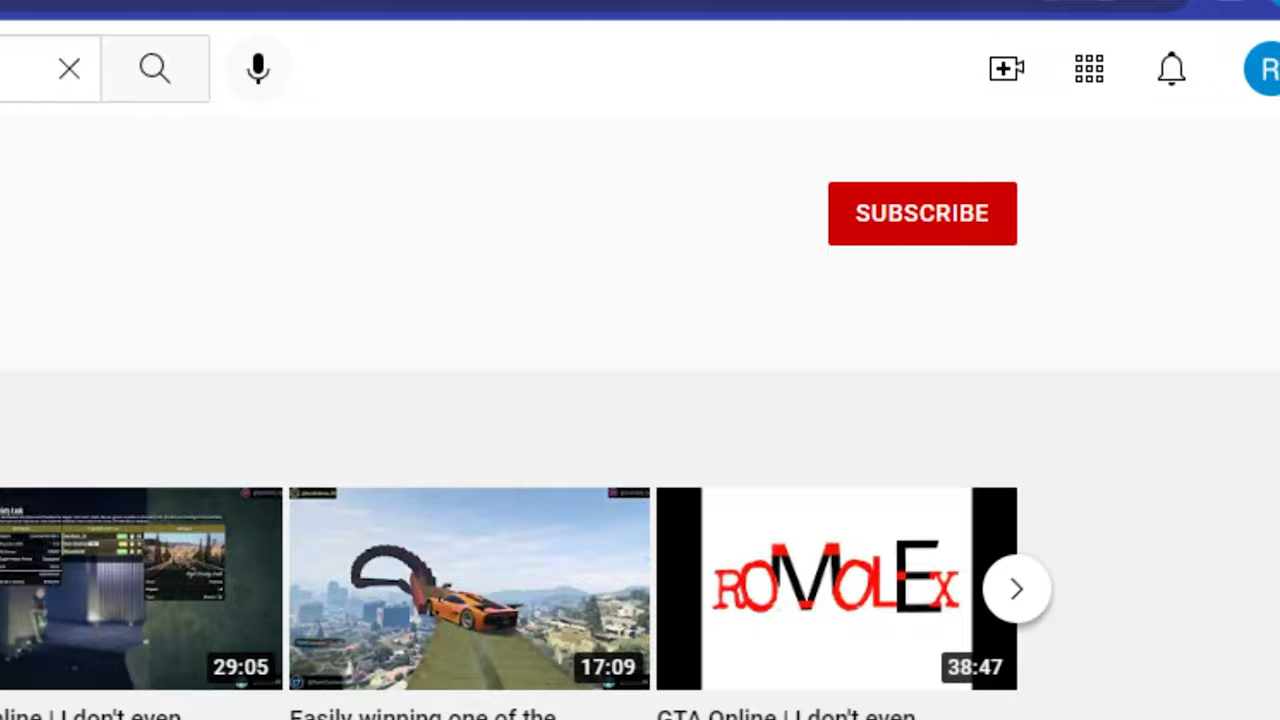 R
SUBSCRIBE
29:05
17:09
ROMOLEX
38:47
nline | I don't even
Easily winning one of the
GTA Online | I don't even